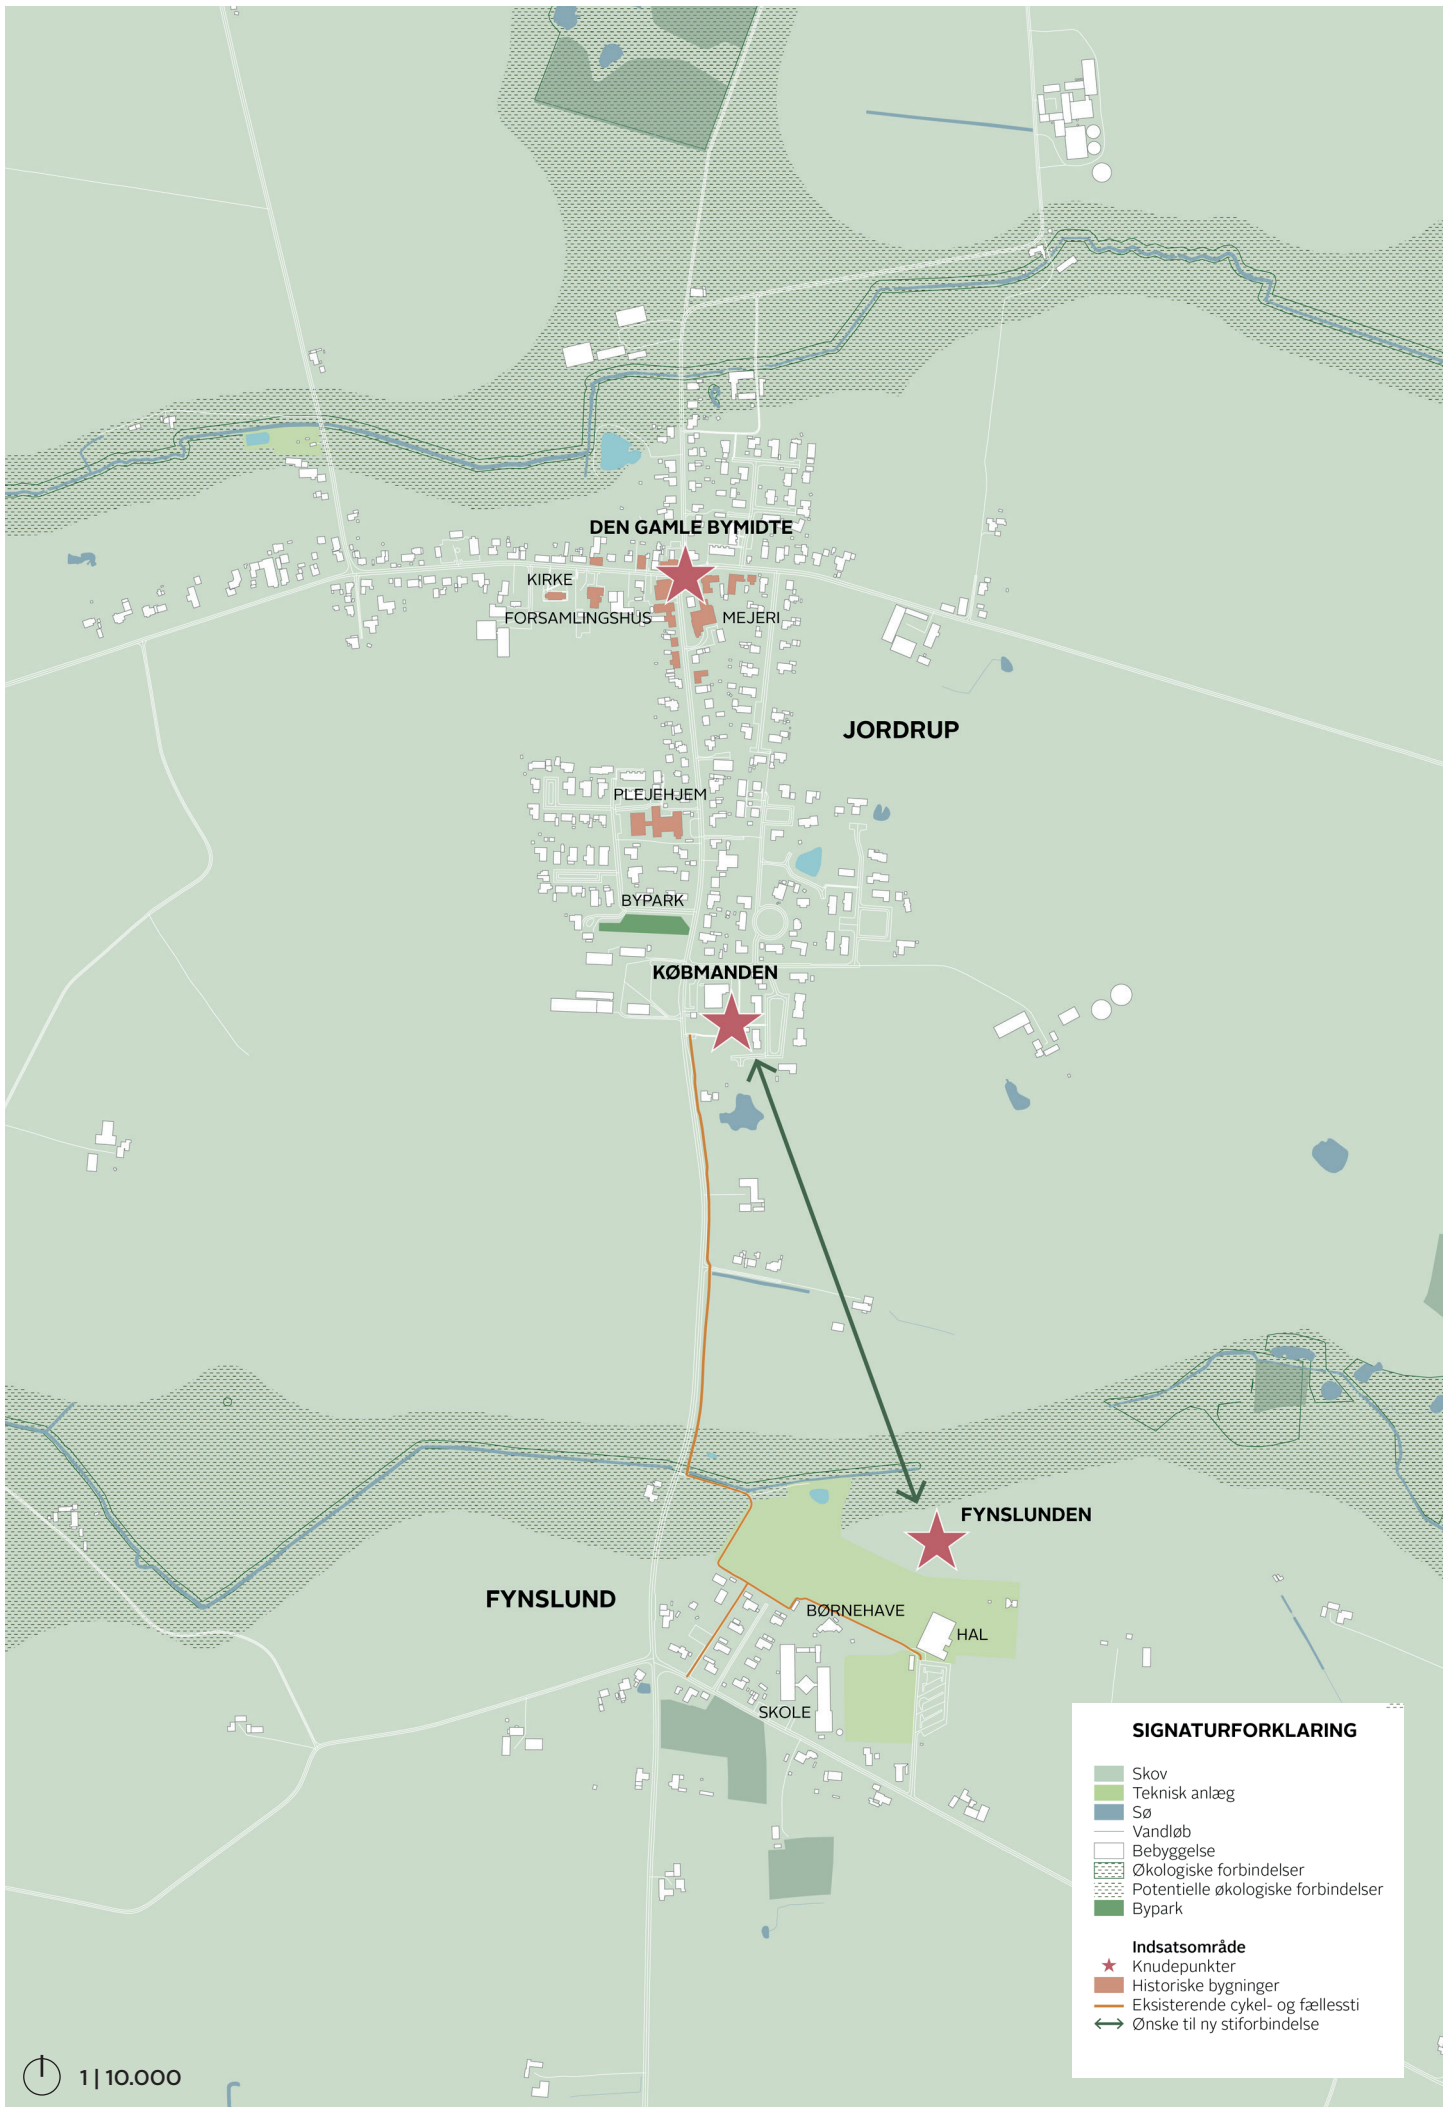 DEN GAMLE BYMIDTE
KIRKE
FORSAMLINGSHUS
MEJERI
JORDRUP
PLEJEHJEM
BYPARK
KØBMANDEN
FYNSLUNDEN
FYNSLUND
BØRNEHAVE
HAL
SKOLE
SIGNATURFORKLARING
Skov
Teknisk anlæg
Sø
Vandløb
Bebyggelse
Økologiske forbindelser
Potentielle økologiske forbindelser
Bypark
Indsatsområde
Knudepunkter
Historiske bygninger
Eksisterende cykel- og fællessti
Ønske til ny stiforbindelse
1 | 10.000